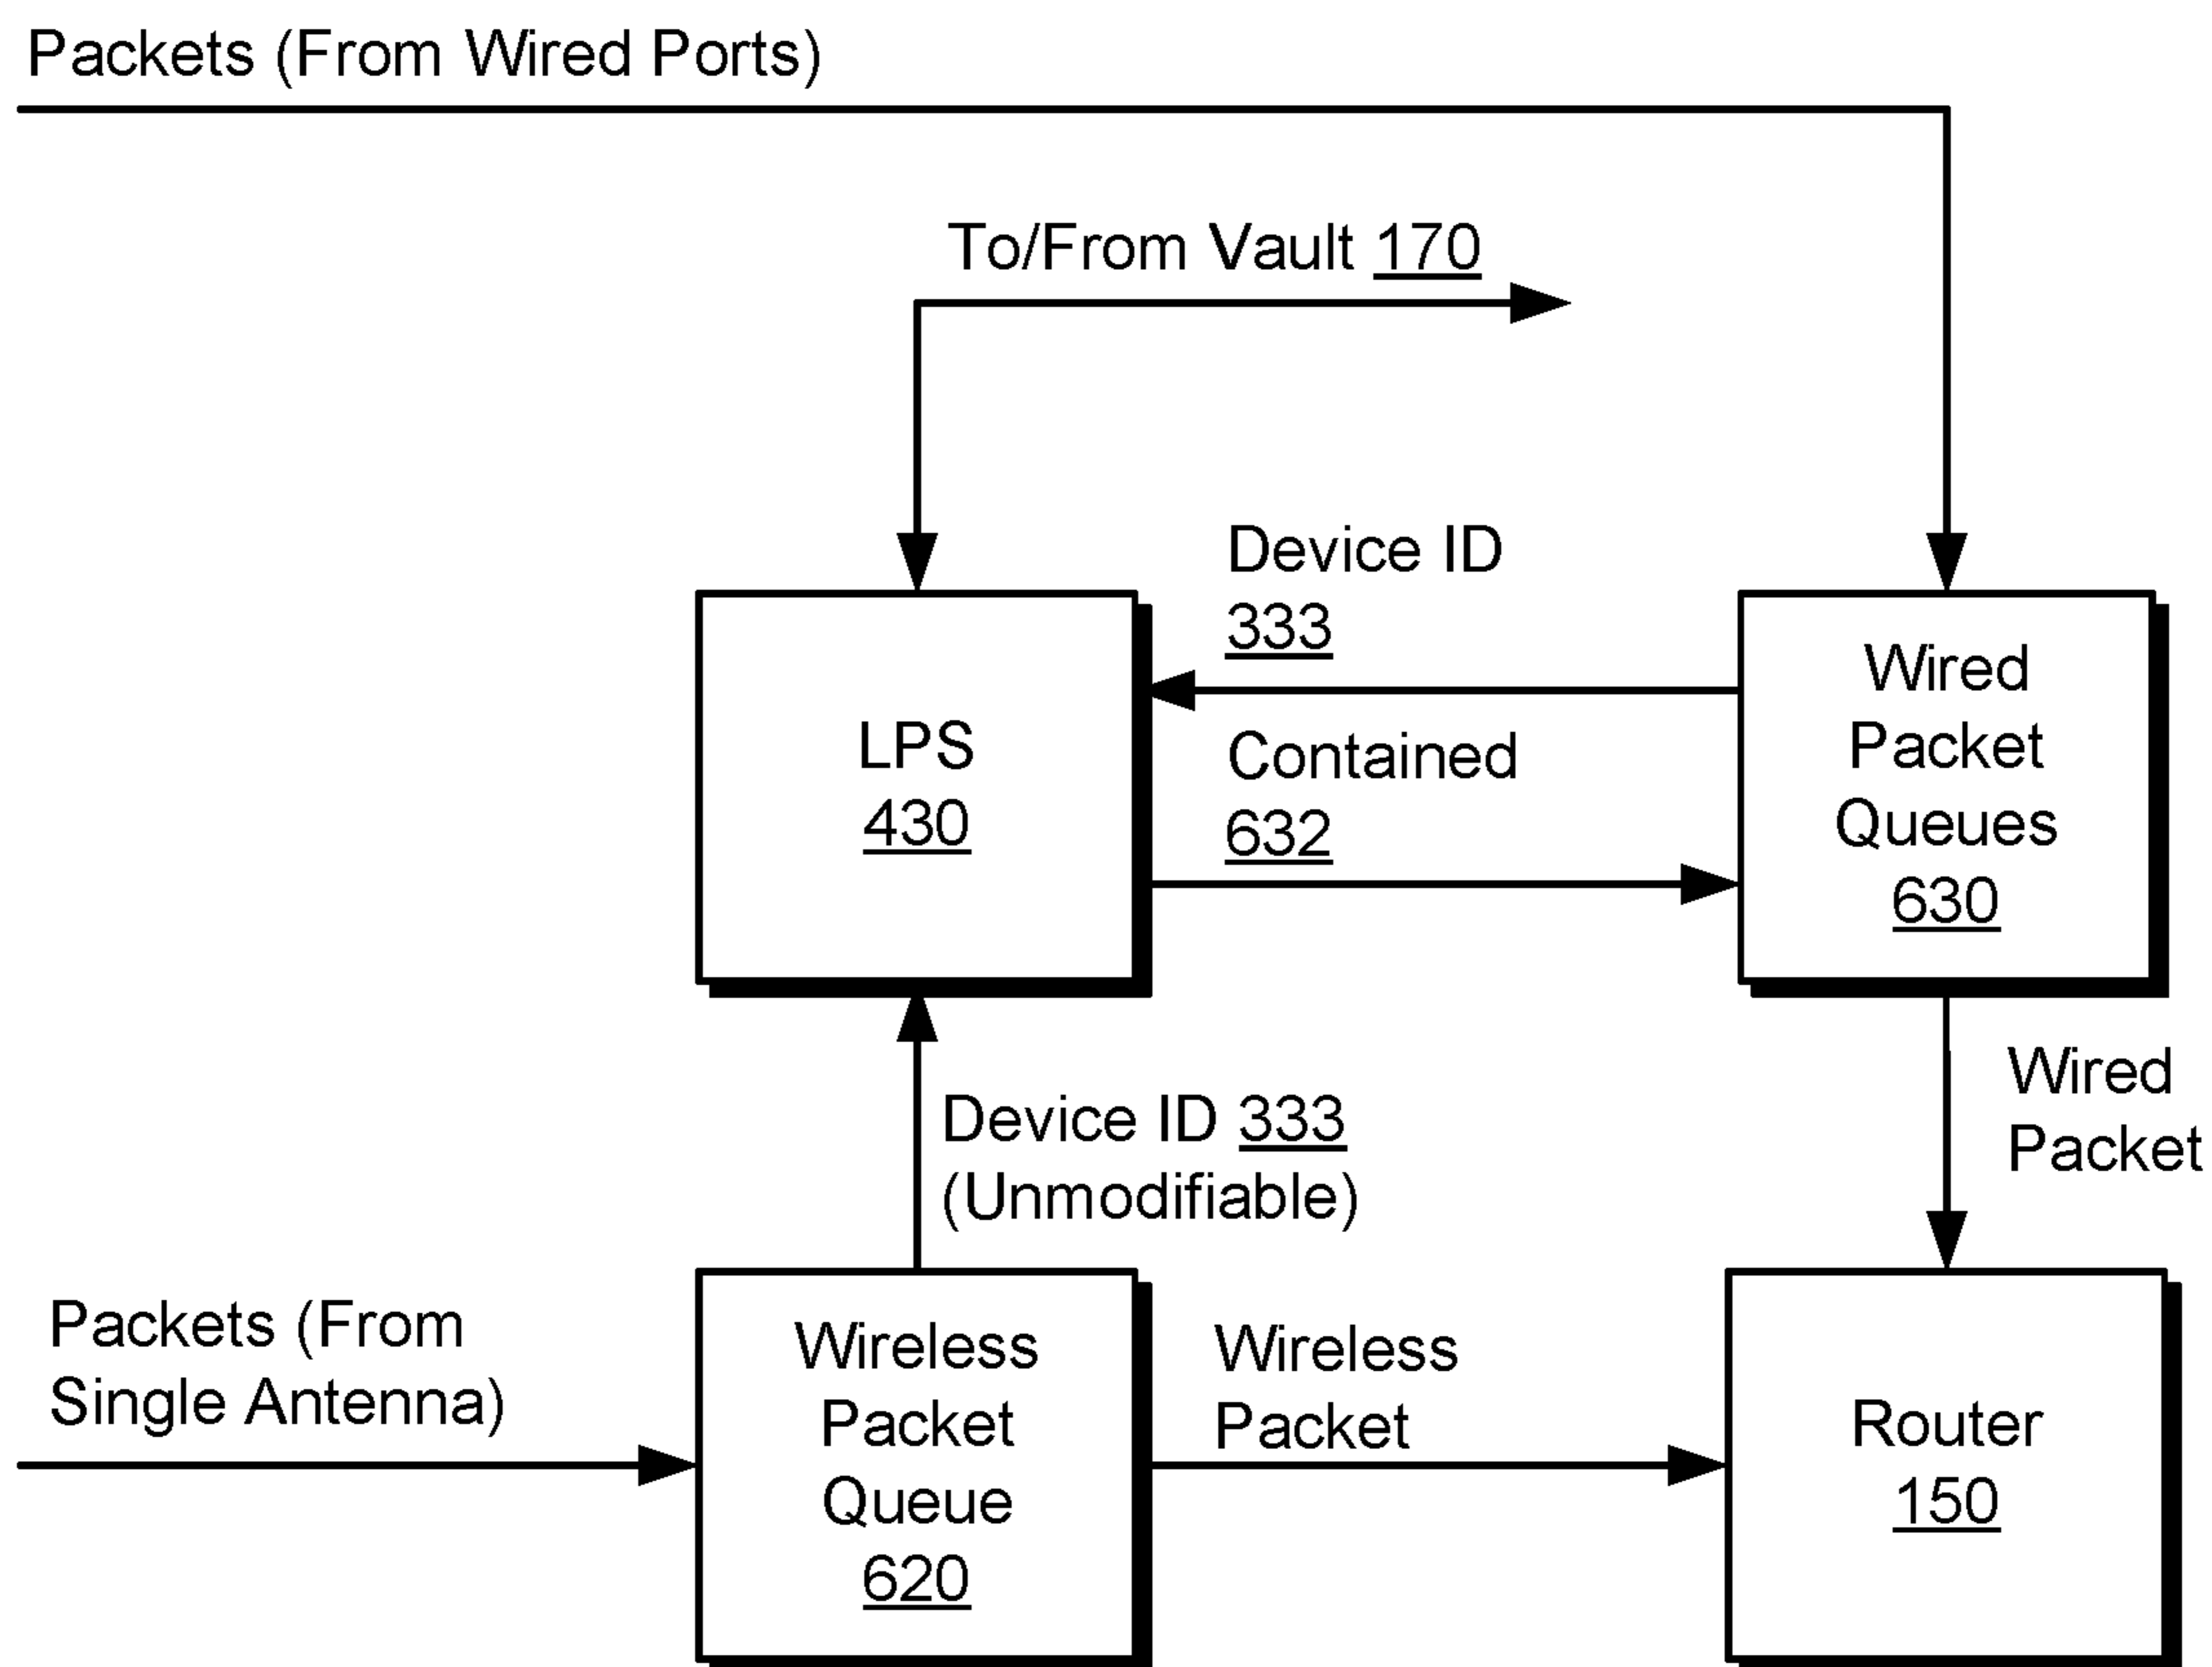 Packets (From Wired Ports)
To/From Vault 170
Device ID
333
Contained
632
LPS
430
Wired
Packet
Queues
630
Device ID 333
(Unmodifiable)
Wired
Packet
Packets (From
Single Antenna)
Wireless
Packet
Queue
620
Wireless
Packet
Router
150